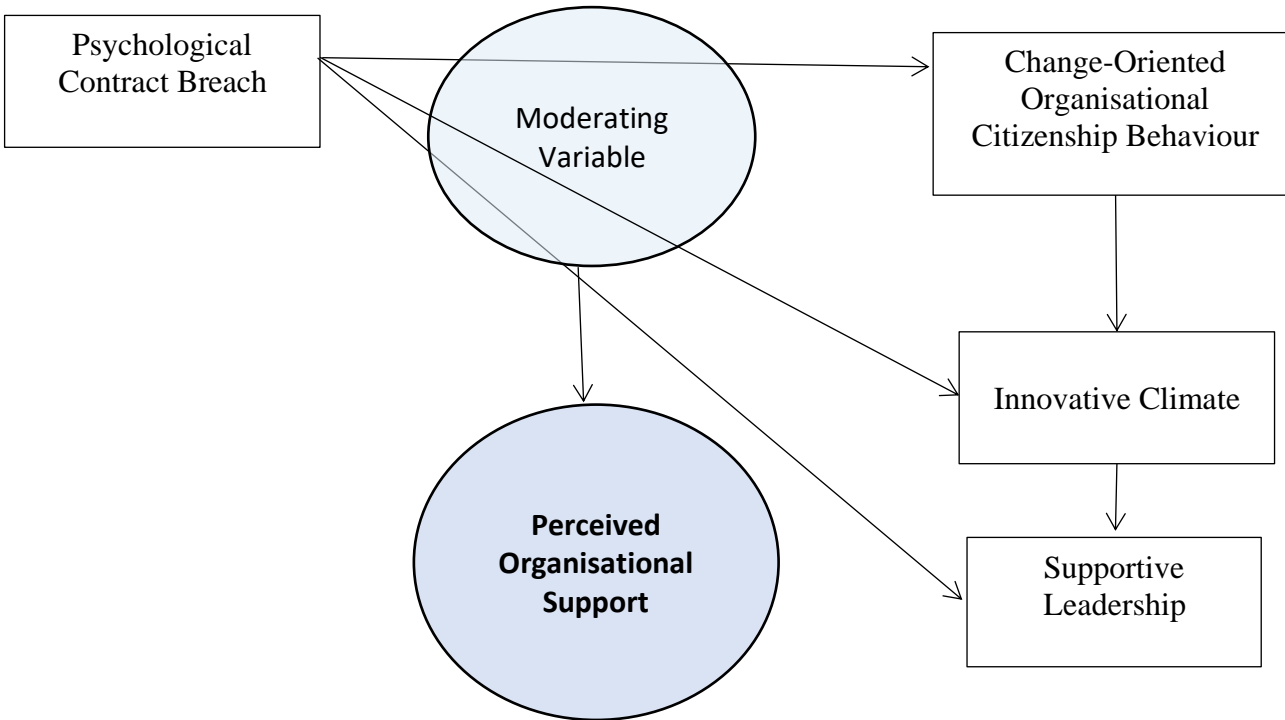 Psychological
Contract Breach
Moderating
Variable
Change-Oriented
Organisational
Citizenship Behaviour
Innovative Climate
Perceived
Organisational
Support
Supportive
Leadership